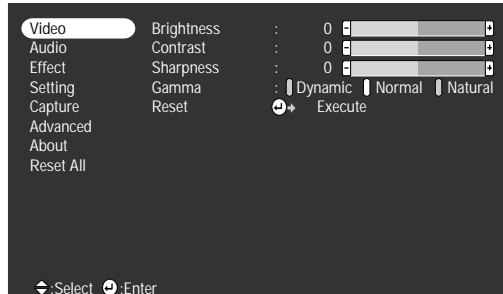 Video Brightness : 0 - +
Audio Contrast : 0 - +
Effect Sharpness : 0 - +
Setting Gamma : Dynamic Normal Natural
Capture Reset Execute
Advanced
About
Reset All
:Select :Enter